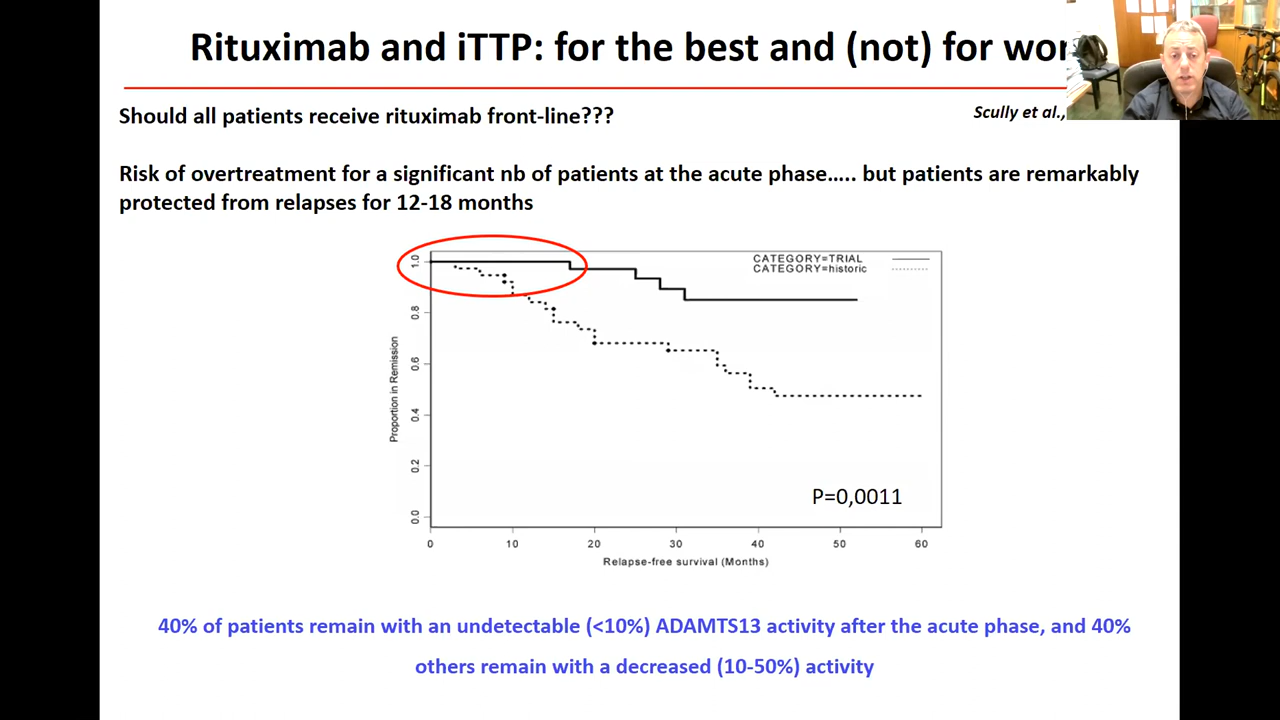 Rituximab and iTTP: for the best and (not) for
Should all patients receive rituximab front-line???
Scully et al.,
Risk of overtreatment for a significant nb of patients at the acute phase..... but patients are remarkably
protected from relapses for 12-18 months
CATEGORY=TRIAL
CATEGORY=historic
1.0
0.8
0.6
0.4
0.2
0.0
Proportion in Remission
P=0,0011
0 10 20 30 40 50 60
Relapse-free survival (Months)
40% of patients remain with an undetectable (<10%) ADAMTS13 activity after the acute phase, and 40%
others remain with a decreased (10-50%) activity